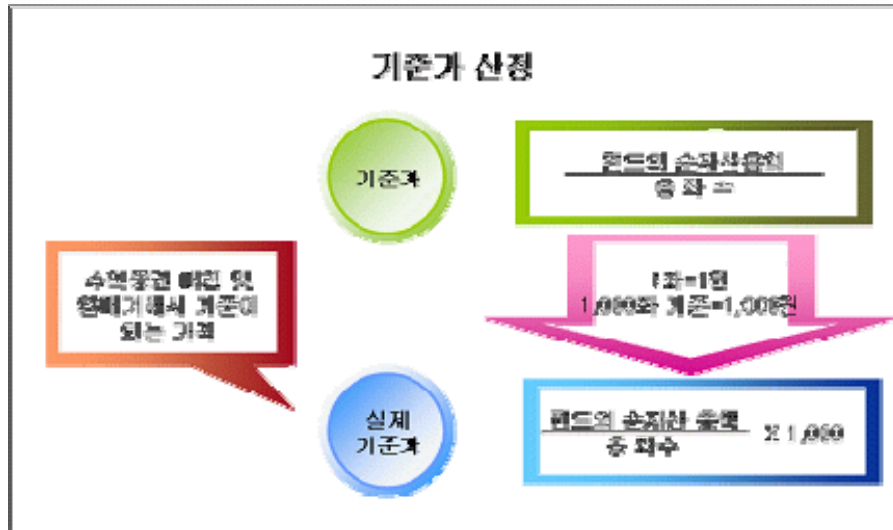 기준가 산정
기준가
펀드의 순자산총액
총 좌 수
수익증권 매입 및
환매거래시 기준이
되는 가격
1좌=1원
1,000좌 기준=1,000원
실제
기준가
펀드의 순자산 총액
총 좌수
X 1,000